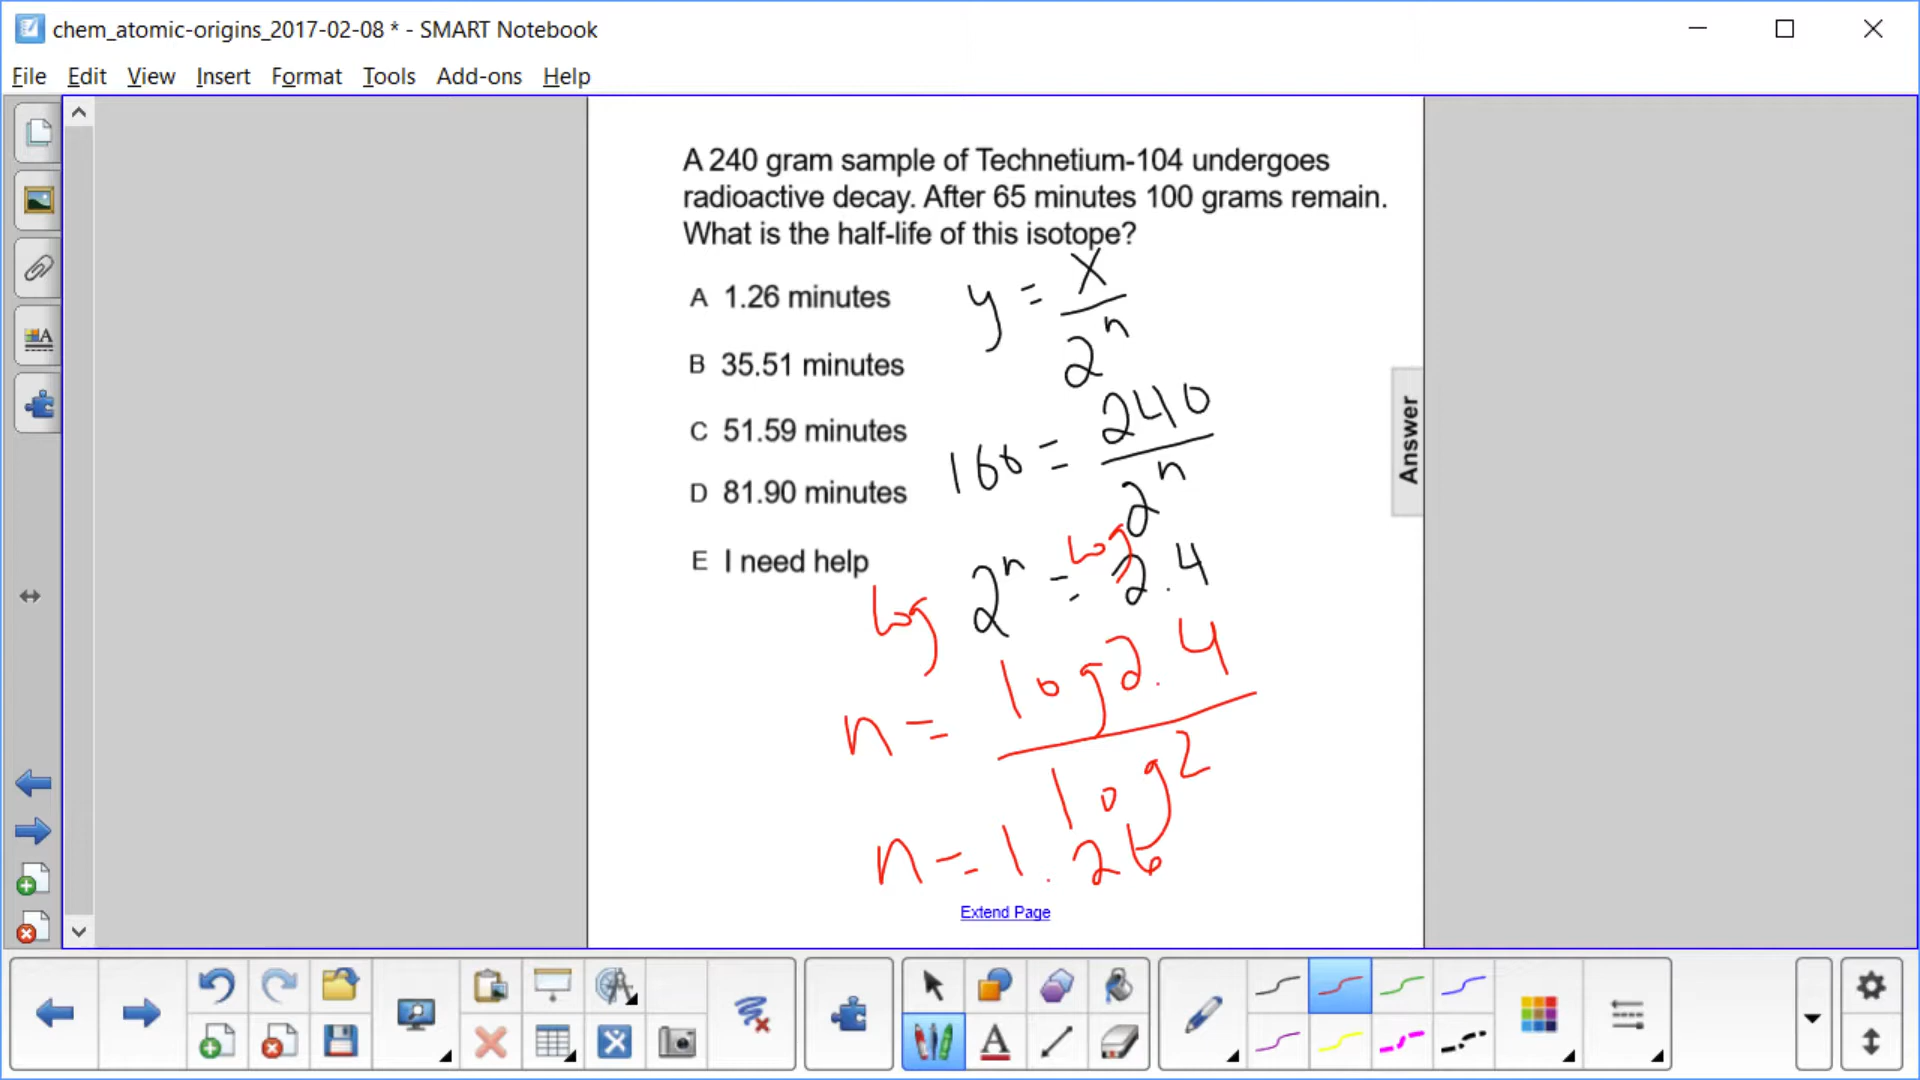 chem_atomic-origins_2017-02-08 * - SMART Notebook
File Edit View Insert Format Tools Add-ons Help
A 240 gram sample of Technetium-104 undergoes
radioactive decay. After 65 minutes 100 grams remain.
What is the half-life of this isotope?
A 1.26 minutes
B 35.51 minutes
C 51.59 minutes
D 81.90 minutes
E I need help
y = x / 2^n
100 = 240 / 2^n
log 2^n = log 2.4
n = log 2.4 / log 2
n = 1.26
Answer
Extend Page